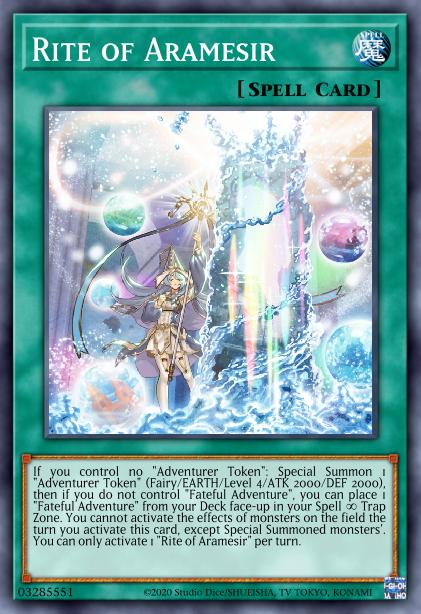 RITE OF ARAMESIR
SPELL
魔
[SPELL CARD]
If you control no "Adventurer Token": Special Summon 1
"Adventurer Token" (Fairy/EARTH/Level 4/ATK 2000/DEF 2000),
then if you do not control "Fateful Adventure", you can place 1
"Fateful Adventure" from your Deck face-up in your Spell ∞ Trap
Zone. You cannot activate the effects of monsters on the field the
turn you activate this card, except Special Summoned monsters'.
You can only activate 1 "Rite of Aramesir" per turn.
03285551
©2020 Studio Dice/SHUEISHA, TV TOKYO, KONAMI